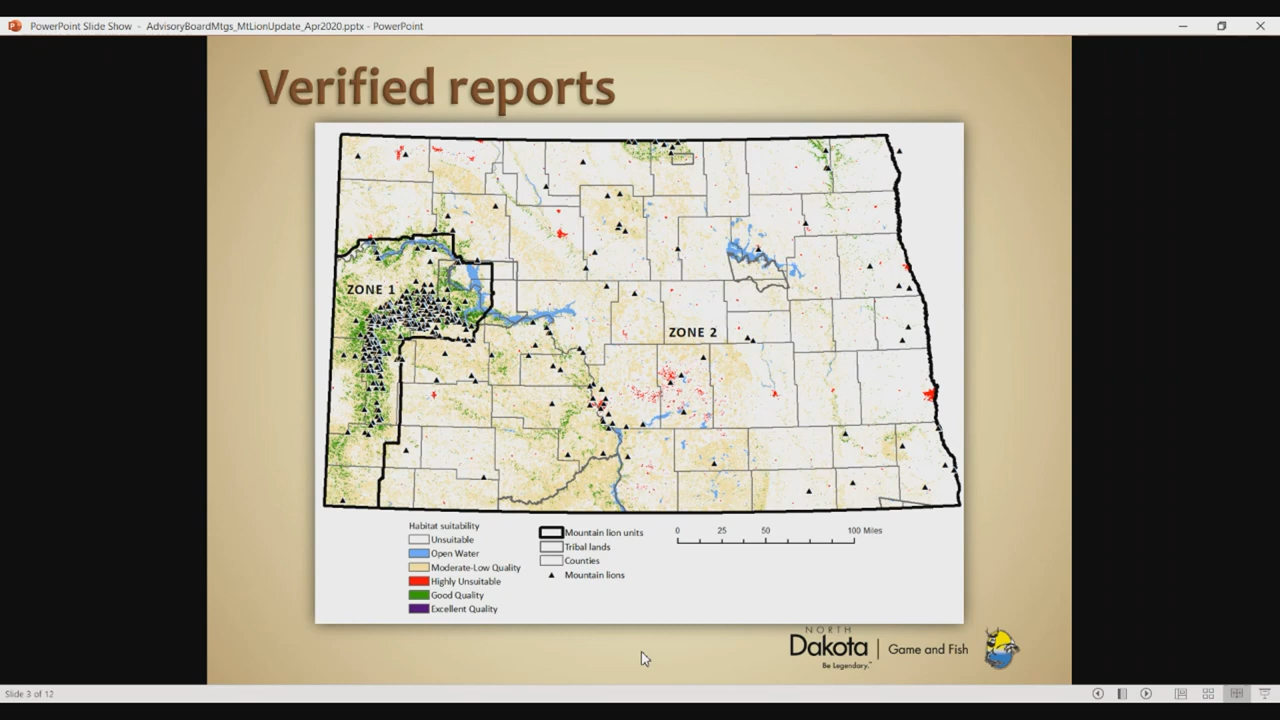 PowerPoint Slide Show - AdvisoryBoardMtgs_MtLionUpdate_Apr2020.pptx - PowerPoint
Verified reports
ZONE 1
ZONE 2
Habitat suitability
Unsuitable
Open Water
Moderate-Low Quality
Highly Unsuitable
Good Quality
Excellent Quality
Mountain lion units
Tribal lands
Counties
Mountain lions
0 25 50 100 Miles
NORTH
Dakota
Be Legendary.™
Game and Fish
Slide 3 of 12